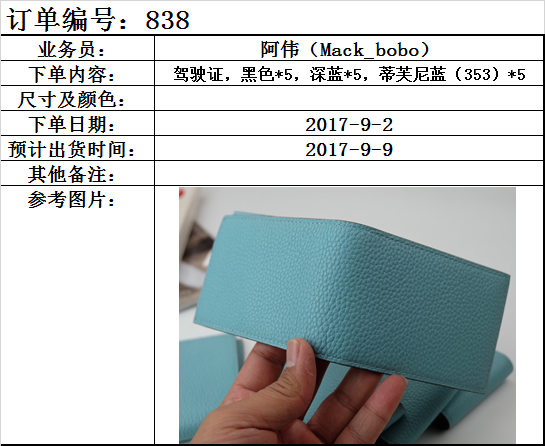 订单编号：838
业务员： 阿伟（Mack_bobo）
下单内容： 驾驶证，黑色*5，深蓝*5，蒂芙尼蓝（353）*5
尺寸及颜色：
下单日期： 2017-9-2
预计出货时间： 2017-9-9
其他备注：
参考图片：